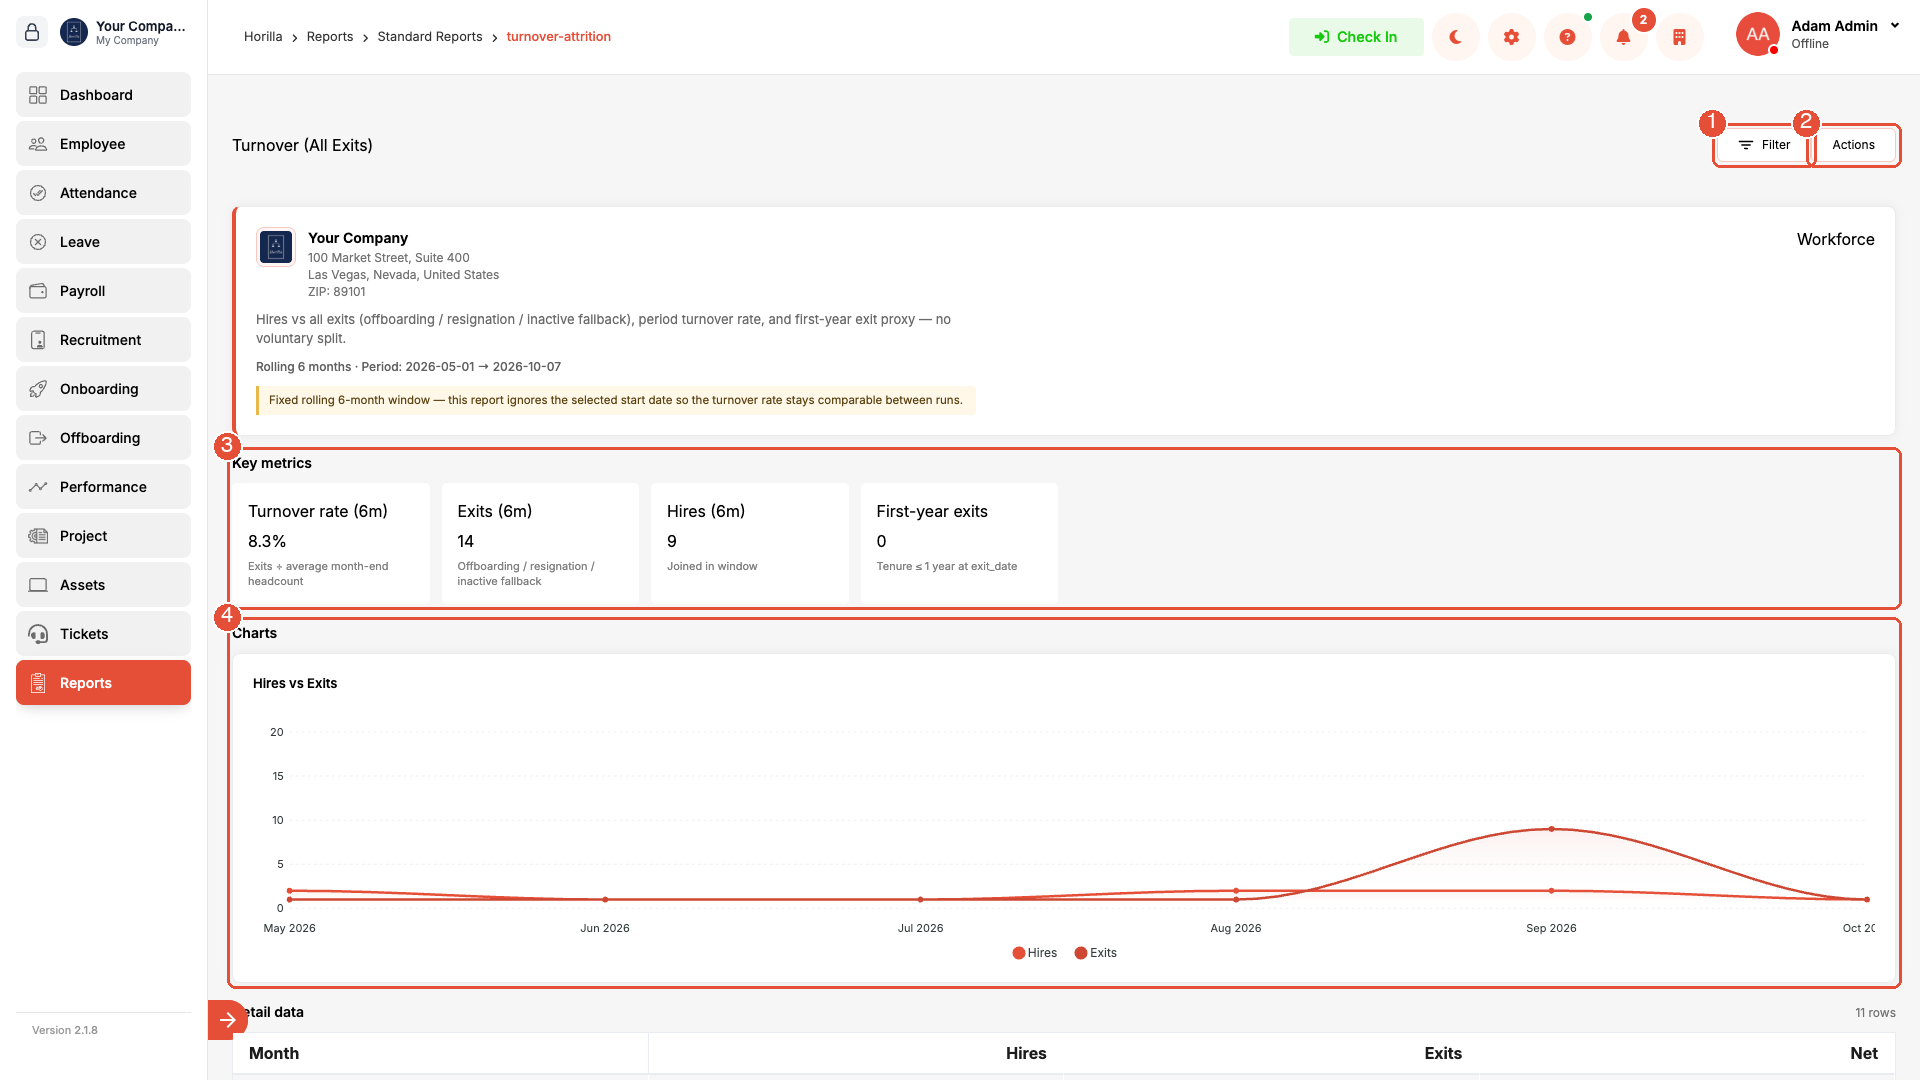 Your Compa...
My Company
Horilla > Reports > Standard Reports > turnover-attrition
Check In
2
AA
Adam Admin
Offline
Dashboard
Employee
Attendance
Leave
Payroll
Recruitment
Onboarding
Offboarding
Performance
Project
Assets
Tickets
Reports
Version 2.1.8
Turnover (All Exits)
1
Filter
2
Actions
Your Company
Workforce
100 Market Street, Suite 400
Las Vegas, Nevada, United States
ZIP: 89101
Hires vs all exits (offboarding / resignation / inactive fallback), period turnover rate, and first-year exit proxy — no
voluntary split.
Rolling 6 months · Period: 2026-05-01 → 2026-10-07
Fixed rolling 6-month window — this report ignores the selected start date so the turnover rate stays comparable between runs.
3
Key metrics
Turnover rate (6m)
8.3%
Exits ÷ average month-end
headcount
Exits (6m)
14
Offboarding / resignation /
inactive fallback
Hires (6m)
9
Joined in window
First-year exits
0
Tenure ≤ 1 year at exit_date
4
Charts
Hires vs Exits
20
15
10
5
0
May 2026
Jun 2026
Jul 2026
Aug 2026
Sep 2026
Oct 20
Hires
Exits
etail data
11 rows
Month
Hires
Exits
Net